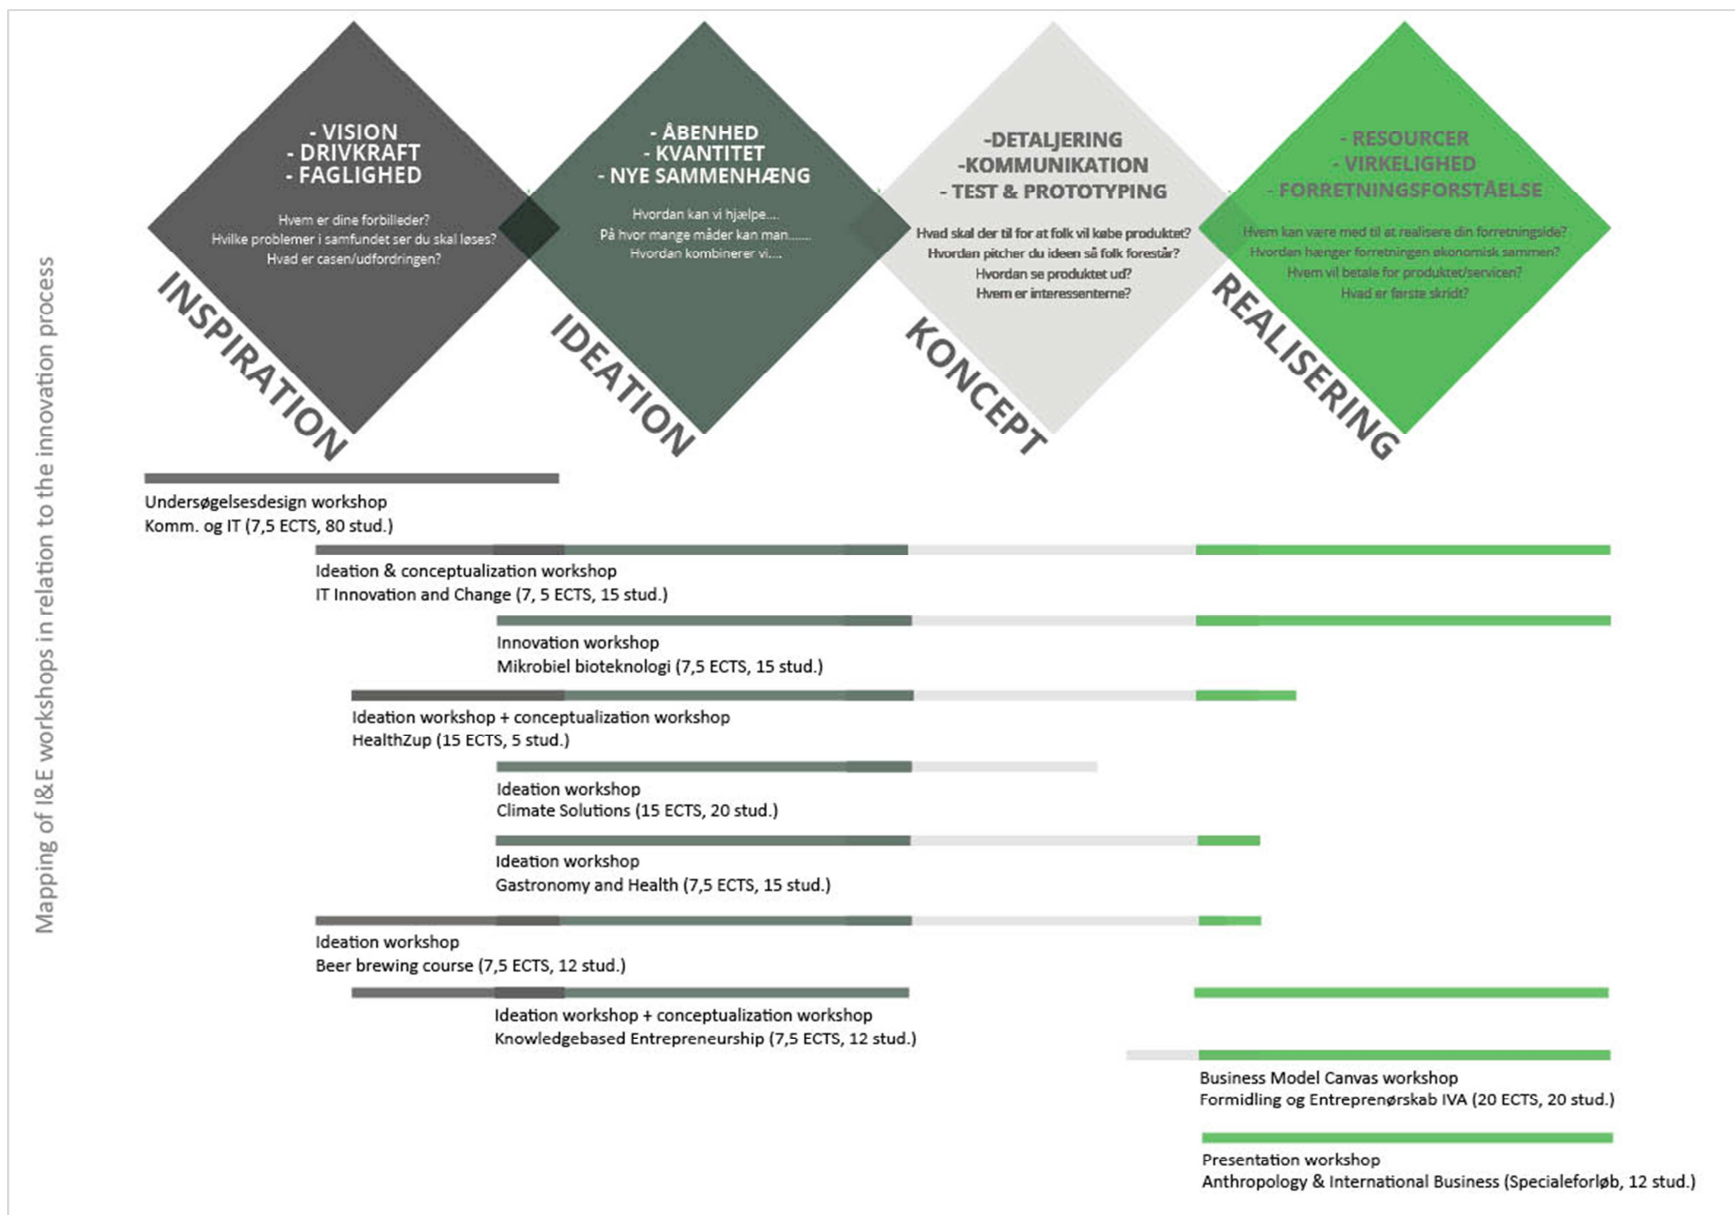 Mapping of I&E workshops in relation to the innovation process
- VISION
- DRIVKRAFT
- FAGLIGHED
Hvem er dine forbilleder?
Hvilke problemer i samfundet ser du skal løses?
Hvad er casen/udfordringen?
INSPIRATION
- ÅBENHED
- KVANTITET
- NYE SAMMENHÆNG
Hvordan kan vi hjælpe....
På hvor mange måder kan man.......
Hvordan kombinerer vi....
IDEATION
-DETALJERING
-KOMMUNIKATION
- TEST & PROTOTYPING
Hvad skal der til for at folk vil købe produktet?
Hvordan pitcher du ideen så folk forestår?
Hvordan se produktet ud?
Hvem er interessenterne?
KONCEPT
- RESOURCER
- VIRKELIGHED
- FORRETNINGSFORSTÅELSE
Hvem kan være med til at realisere din forretningside?
Hvordan hænger forretningen økonomisk sammen?
Hvem vil betale for produktet/servicen?
Hvad er første skridt?
REALISERING
Undersøgelsesdesign workshop
Komm. og IT (7,5 ECTS, 80 stud.)
Ideation & conceptualization workshop
IT Innovation and Change (7, 5 ECTS, 15 stud.)
Innovation workshop
Mikrobiel bioteknologi (7,5 ECTS, 15 stud.)
Ideation workshop + conceptualization workshop
HealthZup (15 ECTS, 5 stud.)
Ideation workshop
Climate Solutions (15 ECTS, 20 stud.)
Ideation workshop
Gastronomy and Health (7,5 ECTS, 15 stud.)
Ideation workshop
Beer brewing course (7,5 ECTS, 12 stud.)
Ideation workshop + conceptualization workshop
Knowledgebased Entrepreneurship (7,5 ECTS, 12 stud.)
Business Model Canvas workshop
Formidling og Entreprenørskab IVA (20 ECTS, 20 stud.)
Presentation workshop
Anthropology & International Business (Specialeforløb, 12 stud.)